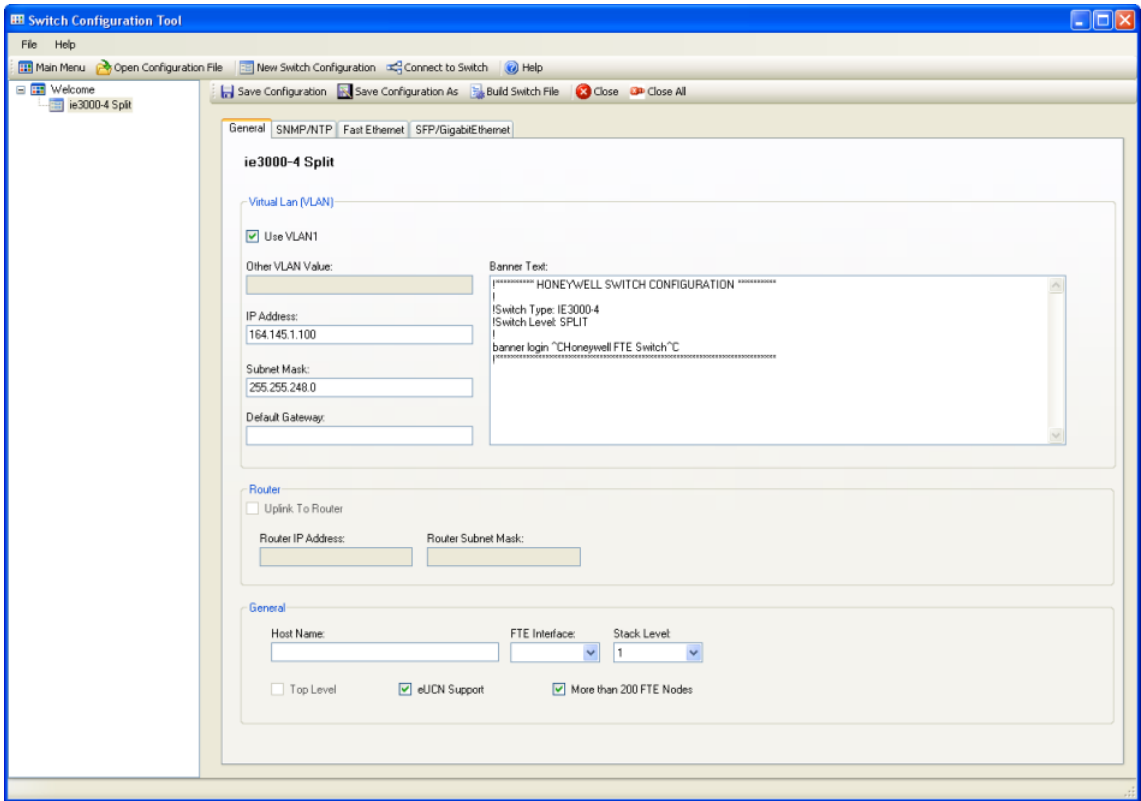 Switch Configuration Tool
File Help
Main Menu Open Configuration File New Switch Configuration Connect to Switch Help
Welcome
ie3000-4 Split
Save Configuration Save Configuration As Build Switch File Close Close All
General SNMP/NTP Fast Ethernet SFP/GigabitEthernet
ie3000-4 Split
Virtual Lan (VLAN)
Use VLAN1
Other VLAN Value:
IP Address:
164.145.1.100
Subnet Mask:
255.255.248.0
Default Gateway:
Banner Text:
!********** HONEYWELL SWITCH CONFIGURATION **********
!
!Switch Type: IE3000-4
!Switch Level: SPLIT
!
banner login ^CHoneywell FTE Switch^C
Router
Uplink To Router
Router IP Address: Router Subnet Mask:
General
Host Name: FTE Interface: Stack Level:
1
Top Level eUCN Support More than 200 FTE Nodes